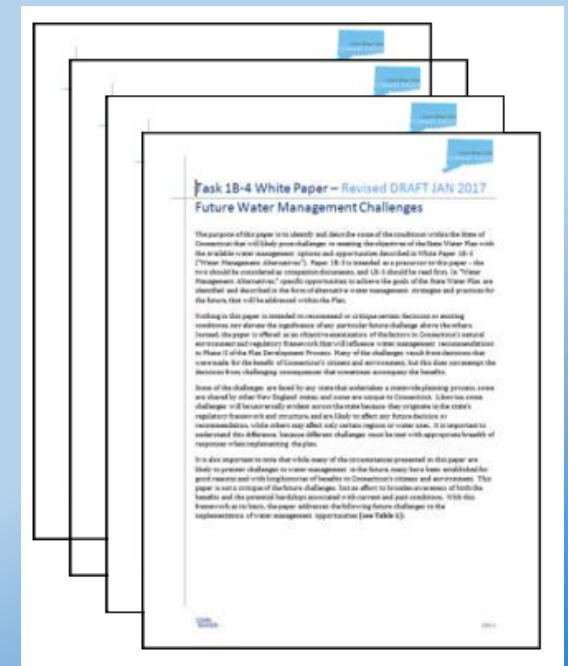 Task 1B-4 White Paper – Revised DRAFT JAN 2017
Future Water Management Challenges
The purpose of this paper is to identify and describe some of the conditions within the State of
Connecticut that will likely pose challenges to meeting the objectives of the State Water Plan with
the available water management options and opportunities described in White Paper
("Water Management Alternatives"). Paper is intended as a precursor to this paper – the
two should be considered as companion documents, and should be read first. In "Water
Management Alternatives," specific opportunities to achieve the goals of the State Water Plan are
identified and described in the form of alternative water management strategies and practices for
the future, that will be addressed within the Plan.
Nothing in this paper is intended to recommend or critique certain decisions or existing
conditions, nor elevate the significance of any particular future challenge above the others.
Instead, the paper is offered as an objective examination of the factors in Connecticut's natural
environment and regulatory framework that will influence water management recommendations
in Phase II of the Plan Development Process. Many of the challenges result from decisions that
were made for the benefit of Connecticut's citizens and environment, but this does not exempt the
decisions from challenging consequences that sometimes accompany the benefits.
Some of the challenges are faced by any state that undertakes a statewide planning process, some
are shared by other New England states, and some are unique to Connecticut. Likewise, some
challenges will be universally evident across the state because they originate in the state's
regulatory framework and structure, and are likely to affect any future decision or
recommendation, while others may affect only certain regions or water uses. It is important to
understand this difference, because different challenges must be met with appropriate breadth of
responses when implementing the plan.
It is also important to note that while many of the circumstances presented in this paper are
likely to present challenges to water management in the future, many have been established for
good reasons and with long histories of benefits to Connecticut's citizens and environment. This
paper is not a critique of the future challenges, but an effort to broaden awareness of both the
benefits and the potential hardships associated with current and past conditions. With this
framework as its basis, the paper addresses the following future challenges to the
implementation of water management opportunities (see Table 1):